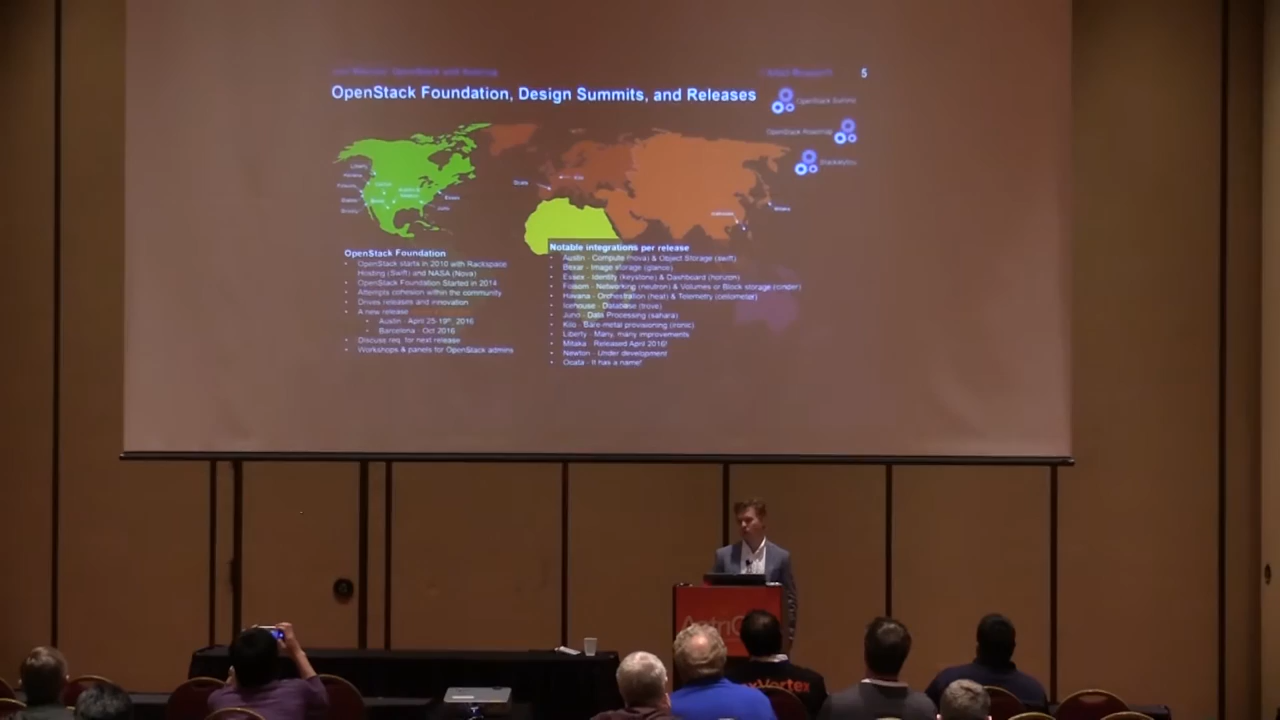 5
OpenStack Foundation, Design Summits, and Releases
OpenStack Summit
OpenStack Roadmap
Stackalytics
OpenStack Foundation
• OpenStack starts in 2010 with Rackspace
Hosting (Swift) and NASA (Nova)
• OpenStack Foundation Started in 2014
• Attempts cohesion within the community
• Drives releases and innovation
• A new release
• Austin - April 25-19th, 2016
• Barcelona - Oct 2016
• Discuss req. for next release
• Workshops & panels for OpenStack admins
Notable integrations per release
• Austin - Compute (nova) & Object Storage (swift)
• Bexar - Image storage (glance)
• Essex - Identity (keystone) & Dashboard (horizon)
• Folsom - Networking (neutron) & Volumes or Block storage (cinder)
• Havana - Orchestration (heat) & Telemetry (ceilometer)
• Icehouse - Database (trove)
• Juno - Data Processing (sahara)
• Kilo - Bare-metal provisioning (ironic)
• Liberty - Many, many improvements
• Mitaka - Released April 2016!
• Newton - Under development
• Ocata - It has a name!